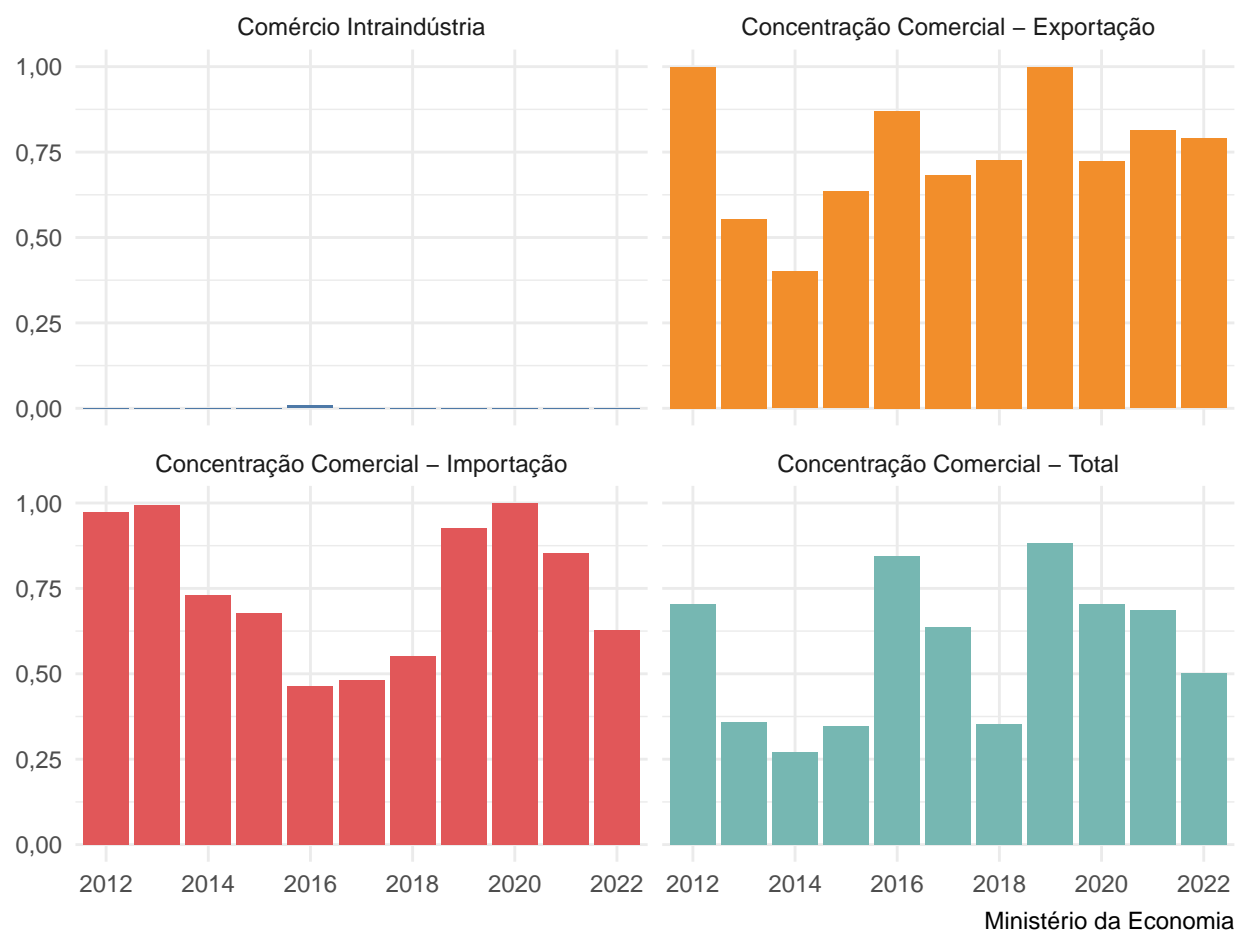 Comércio Intraindústria
Concentração Comercial – Exportação
1,00
0,75
0,50
0,25
0,00
Concentração Comercial – Importação
Concentração Comercial – Total
1,00
0,75
0,50
0,25
0,00
2012 2014 2016 2018 2020 2022
2012 2014 2016 2018 2020 2022
Ministério da Economia